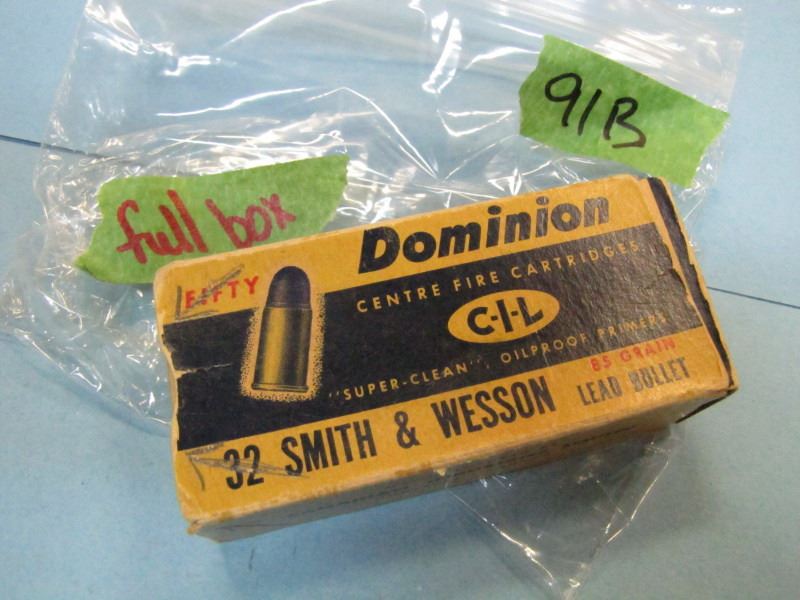 91B
full box
Dominion
FIFTY
CENTRE FIRE CARTRIDGES
C-I-L
"SUPER-CLEAN", OILPROOF PRIMERS
85 GRAIN
32 SMITH & WESSON LEAD BULLET